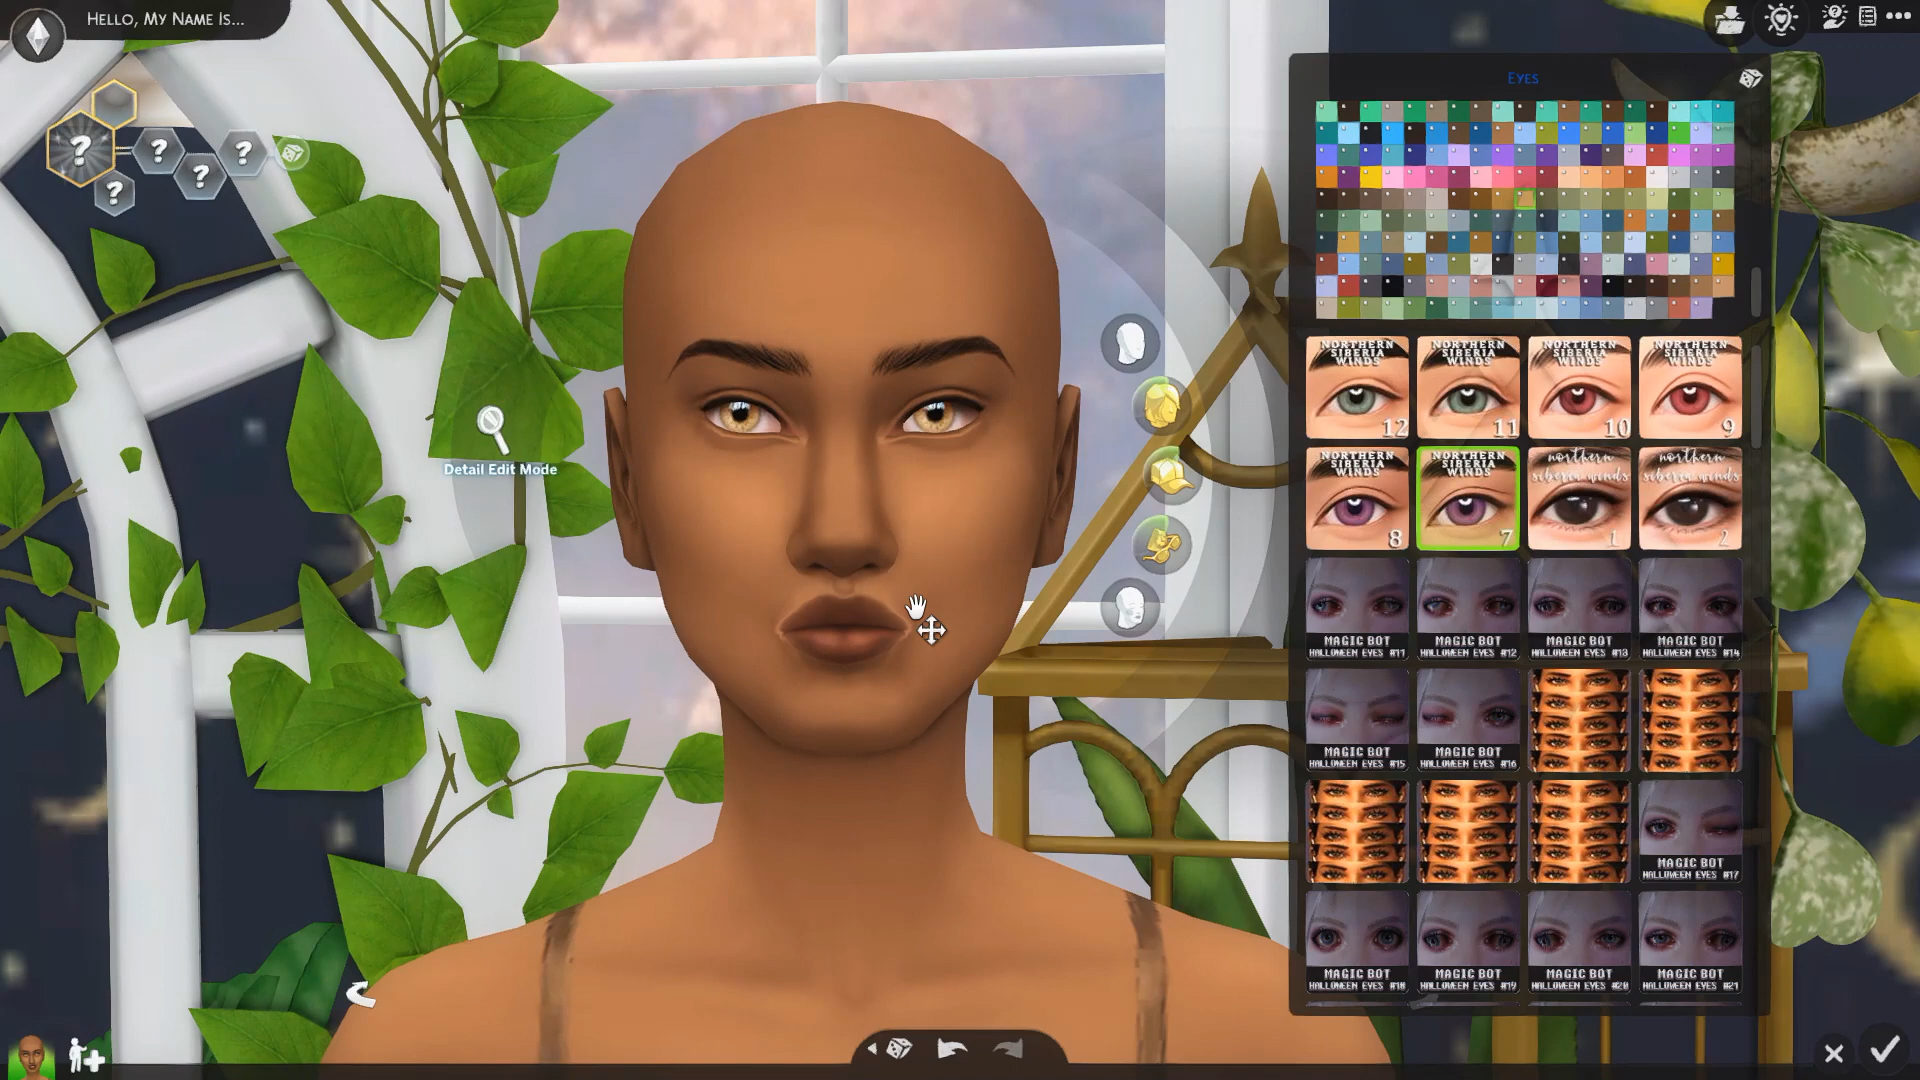 Hello, My Name Is...
Eyes
Detail Edit Mode
NORTHERN SIBERIA WINDS 12
NORTHERN SIBERIA WINDS 11
NORTHERN SIBERIA WINDS 10
NORTHERN SIBERIA WINDS 9
NORTHERN SIBERIA WINDS 8
NORTHERN SIBERIA WINDS 7
northern siberia winds 1
northern siberia winds 2
MAGIC BOT HALLOWEEN EYES #11
MAGIC BOT HALLOWEEN EYES #12
MAGIC BOT HALLOWEEN EYES #13
MAGIC BOT HALLOWEEN EYES #14
MAGIC BOT HALLOWEEN EYES #15
MAGIC BOT HALLOWEEN EYES #16
MAGIC BOT HALLOWEEN EYES #17
MAGIC BOT HALLOWEEN EYES #18
MAGIC BOT HALLOWEEN EYES #19
MAGIC BOT HALLOWEEN EYES #20
MAGIC BOT HALLOWEEN EYES #21